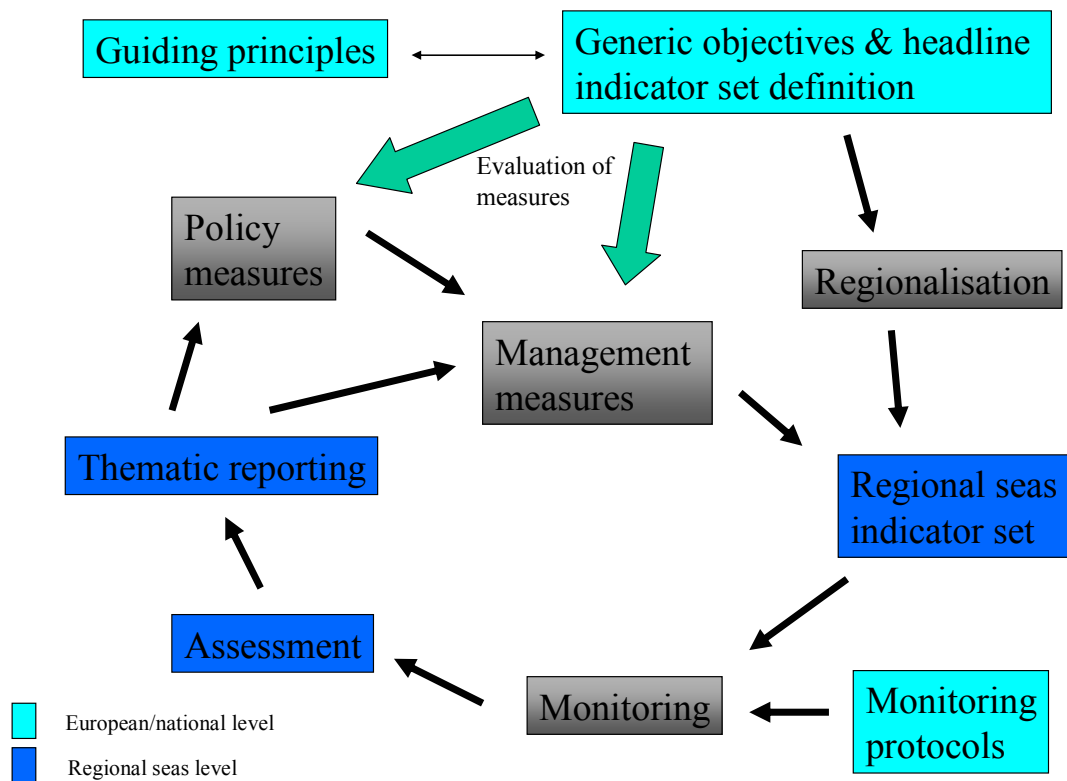 Guiding principles
Generic objectives & headline
indicator set definition
Evaluation of
measures
Policy
measures
Regionalisation
Management
measures
Thematic reporting
Regional seas
indicator set
Assessment
Monitoring
Monitoring
protocols
European/national level
Regional seas level